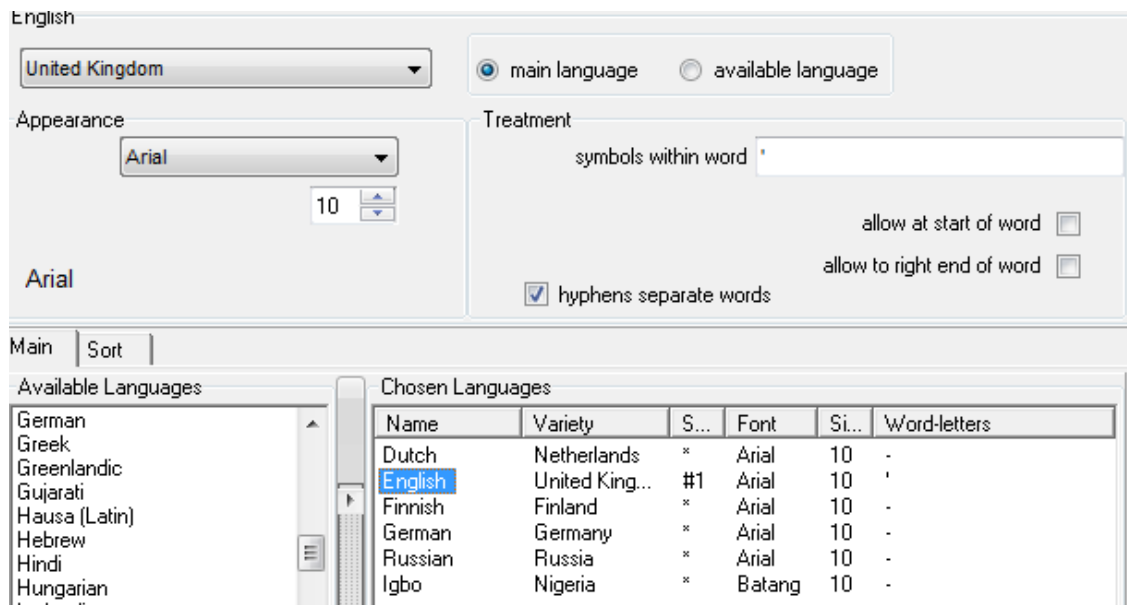 English
United Kingdom
main language available language
Appearance
Arial
10
Arial
Treatment
symbols within word '
allow at start of word
allow to right end of word
hyphens separate words
Main Sort
Available Languages
German
Greek
Greenlandic
Gujarati
Hausa (Latin)
Hebrew
Hindi
Hungarian
Chosen Languages
Name Variety S... Font Si... Word-letters
Dutch Netherlands * Arial 10 -
English United King... #1 Arial 10 '
Finnish Finland * Arial 10 -
German Germany * Arial 10 -
Russian Russia * Arial 10 -
Igbo Nigeria * Batang 10 -